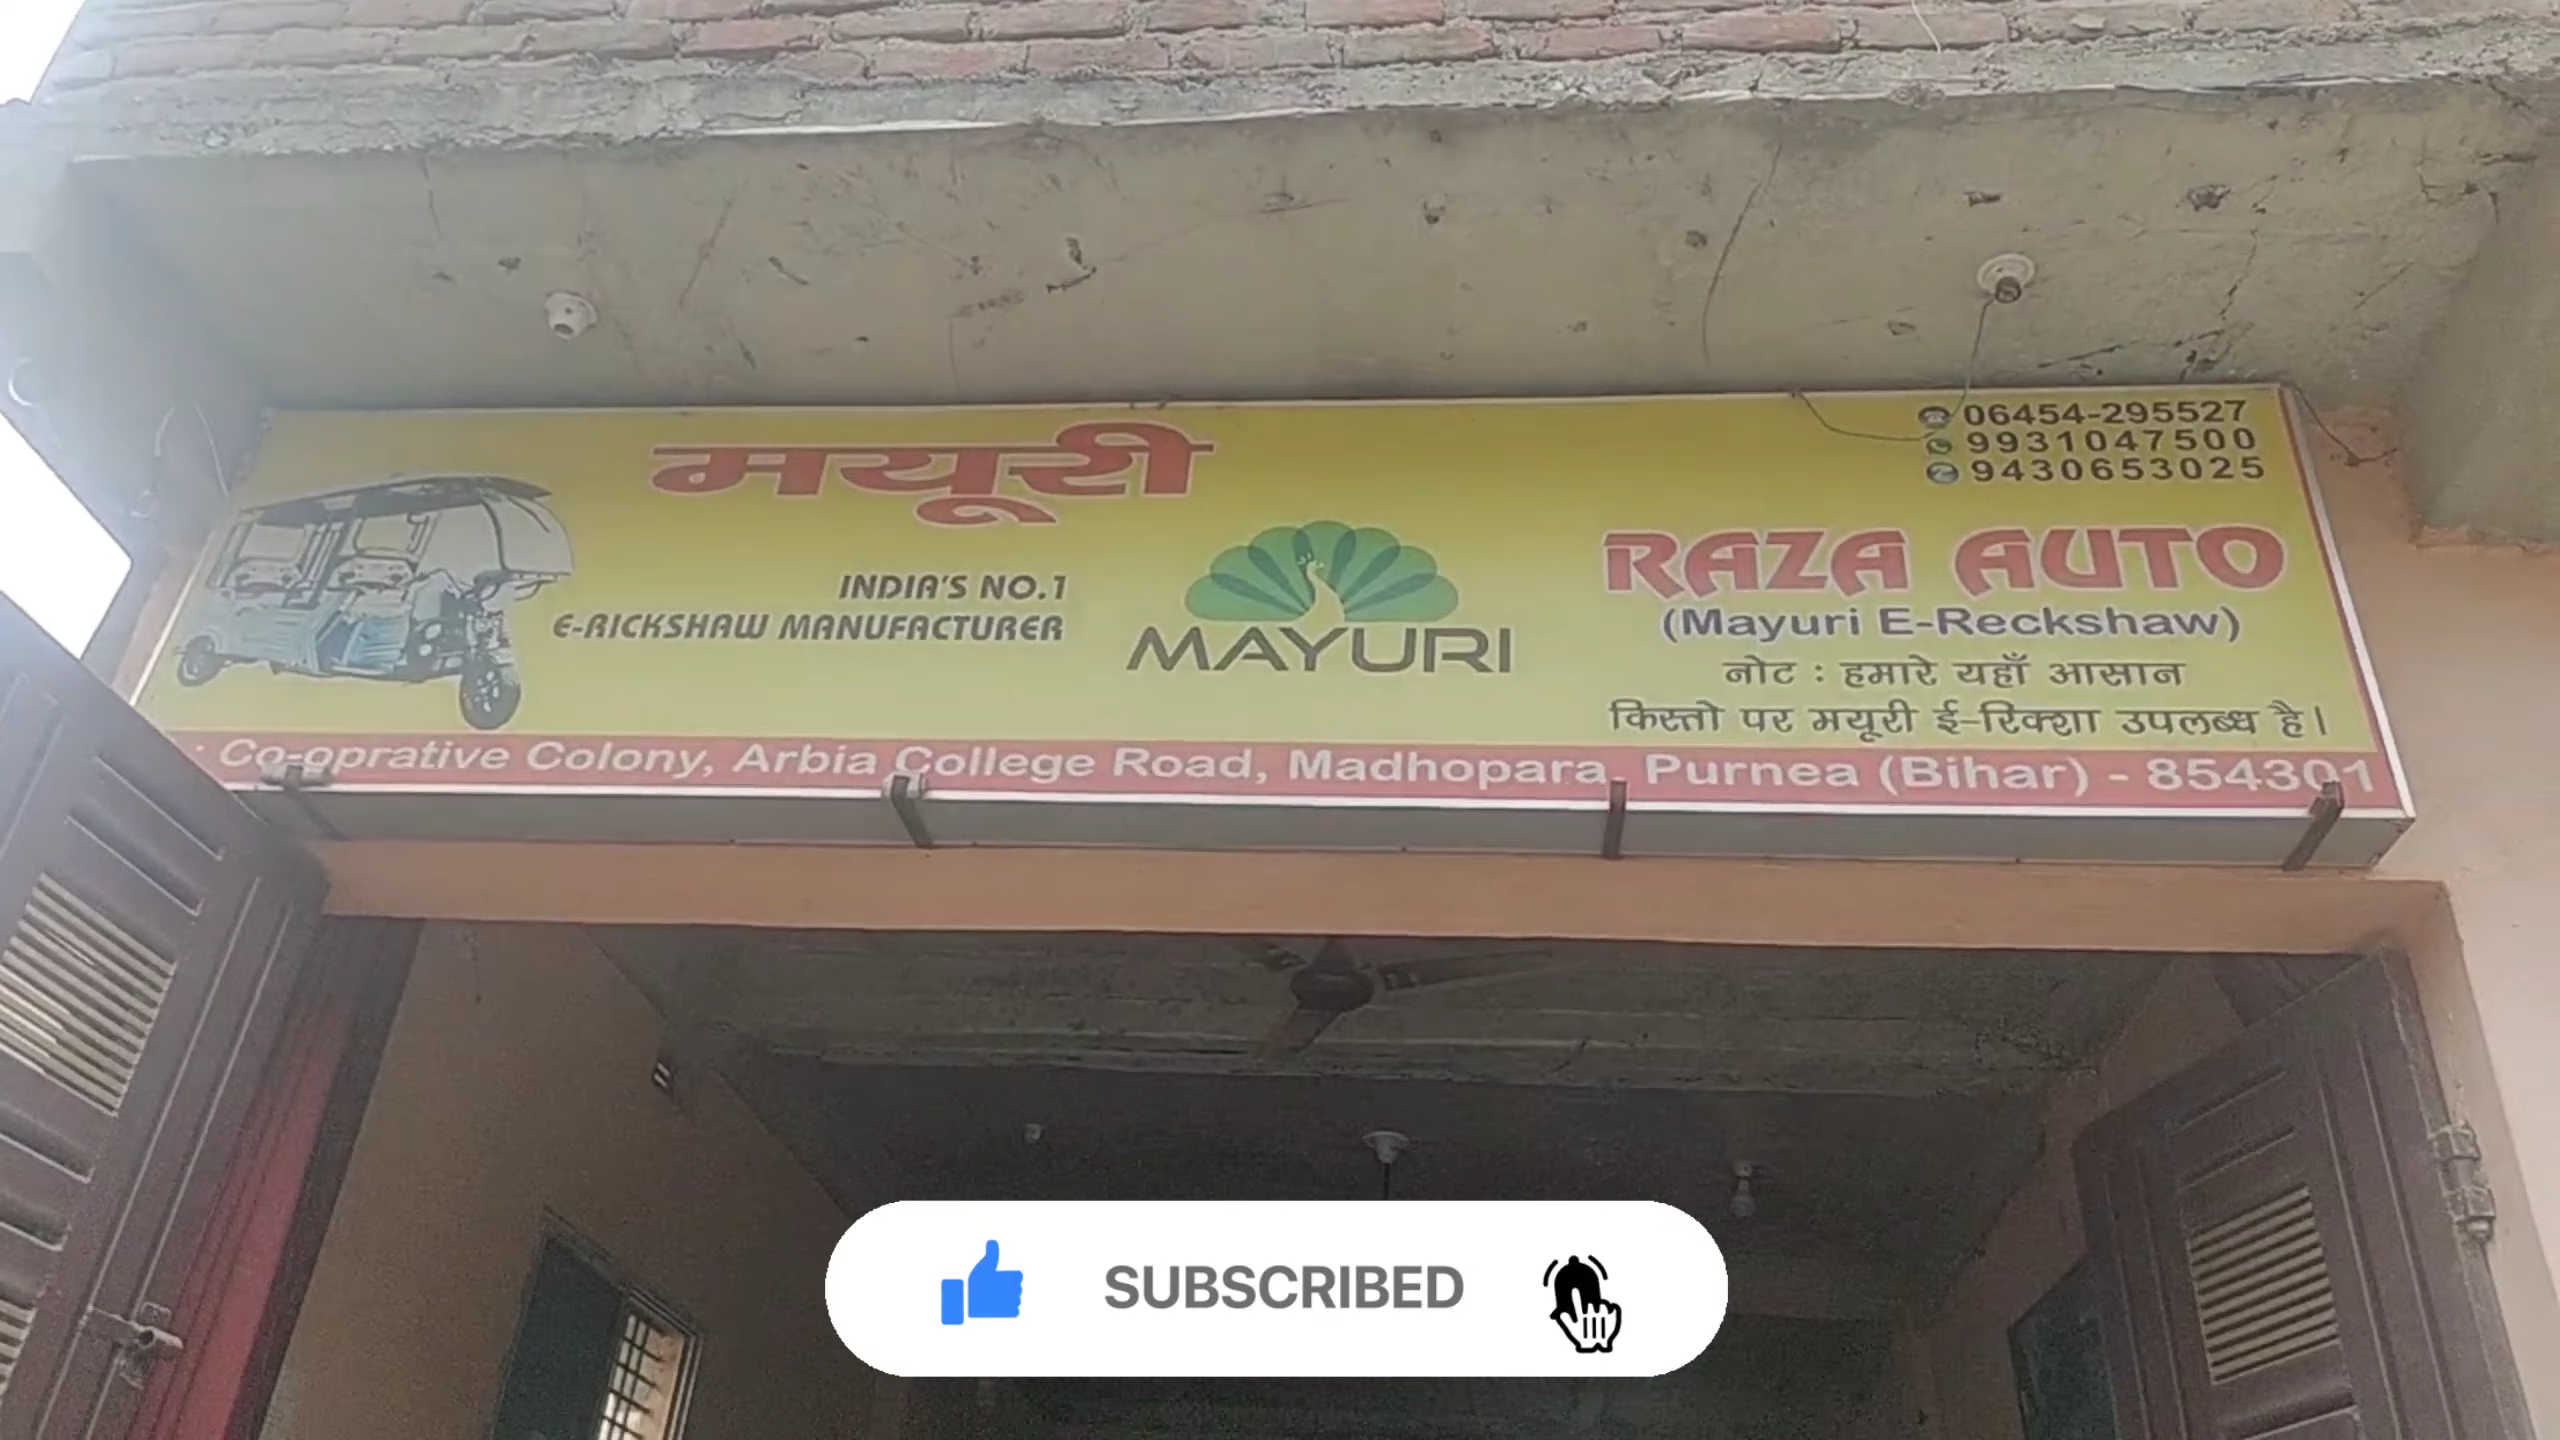 06454-295527
9931047500
9430653025
मयूरी
INDIA'S NO.1
E-RICKSHAW MANUFACTURER
MAYURI
RAZA AUTO
(Mayuri E-Reckshaw)
नोट : हमारे यहाँ आसान
किस्तो पर मयूरी ई-रिक्शा उपलब्ध है।
Co-oprative Colony, Arbia College Road, Madhopara, Purnea (Bihar) - 854301
SUBSCRIBED